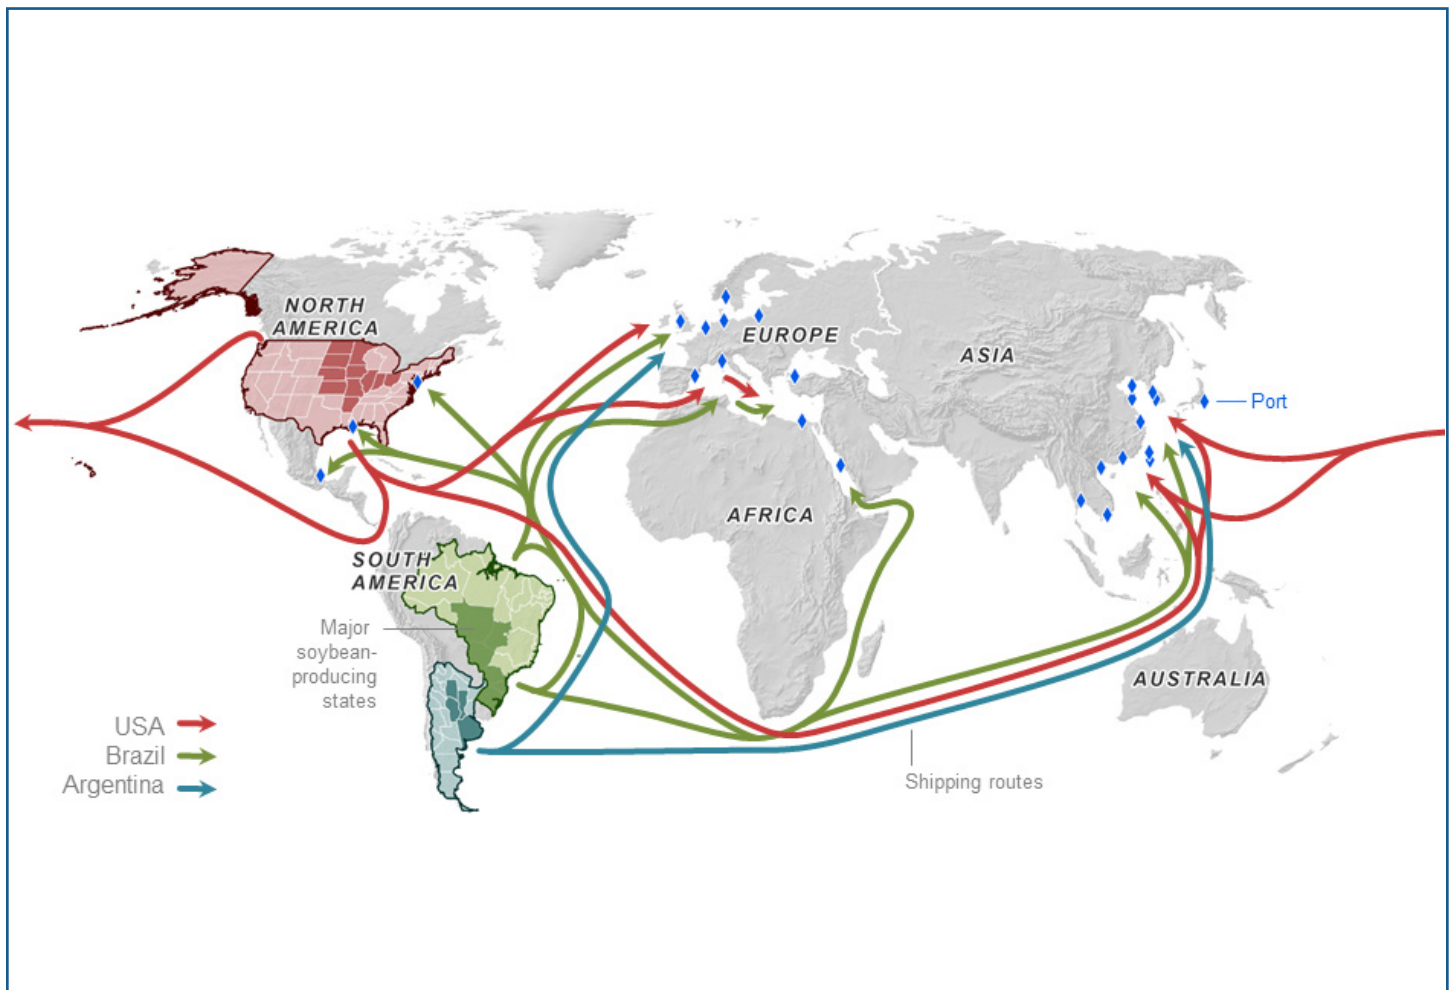 NORTH
AMERICA
EUROPE
ASIA
Port
AFRICA
SOUTH
AMERICA
Major
soybean-
producing
states
AUSTRALIA
USA
Brazil
Argentina
Shipping routes